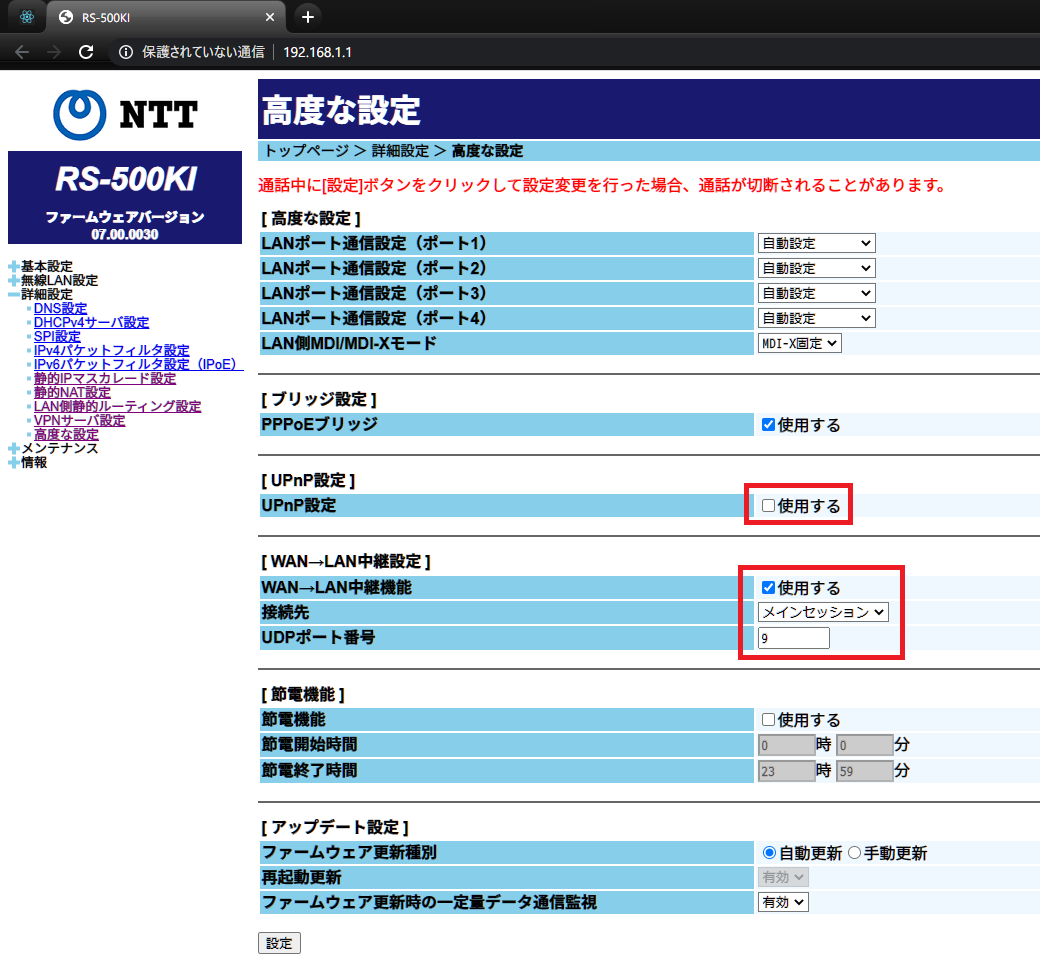 RS-500KI
保護されていない通信 192.168.1.1
NTT
RS-500KI
ファームウェアバージョン
07.00.0030
基本設定
無線LAN設定
詳細設定
DNS設定
DHCPv4サーバ設定
SPI設定
IPv4パケットフィルタ設定
IPv6パケットフィルタ設定（IPoE）
静的IPマスカレード設定
静的NAT設定
LAN側静的ルーティング設定
VPNサーバ設定
高度な設定
メンテナンス
情報
高度な設定
トップページ ＞ 詳細設定 ＞ 高度な設定
通話中に[設定]ボタンをクリックして設定変更を行った場合、通話が切断されることがあります。
[ 高度な設定 ]
LANポート通信設定（ポート1） 自動設定
LANポート通信設定（ポート2） 自動設定
LANポート通信設定（ポート3） 自動設定
LANポート通信設定（ポート4） 自動設定
LAN側MDI/MDI-Xモード MDI-X固定
[ ブリッジ設定 ]
PPPoEブリッジ 使用する
[ UPnP設定 ]
UPnP設定 使用する
[ WAN→LAN中継設定 ]
WAN→LAN中継機能 使用する
接続先 メインセッション
UDPポート番号 9
[ 節電機能 ]
節電機能 使用する
節電開始時間 0 時 0 分
節電終了時間 23 時 59 分
[ アップデート設定 ]
ファームウェア更新種別 自動更新 手動更新
再起動更新 有効
ファームウェア更新時の一定量データ通信監視 有効
設定